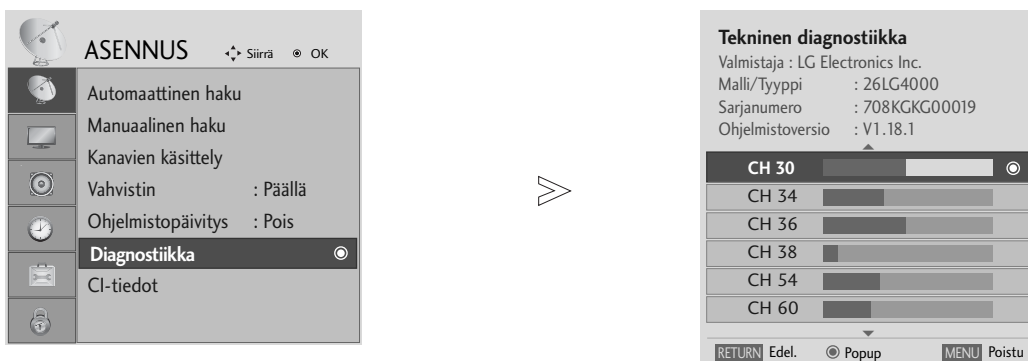 ASENNUS Siirrä OK
Automaattinen haku
Manuaalinen haku
Kanavien käsittely
Vahvistin : Päällä
Ohjelmistopäivitys : Pois
Diagnostiikka
CI-tiedot
Tekninen diagnostiikka
Valmistaja : LG Electronics Inc.
Malli/Tyyppi : 26LG4000
Sarjanumero : 708KGKG00019
Ohjelmistoversio : V1.18.1
CH 30
CH 34
CH 36
CH 38
CH 54
CH 60
RETURN Edel. Popup MENU Poistu